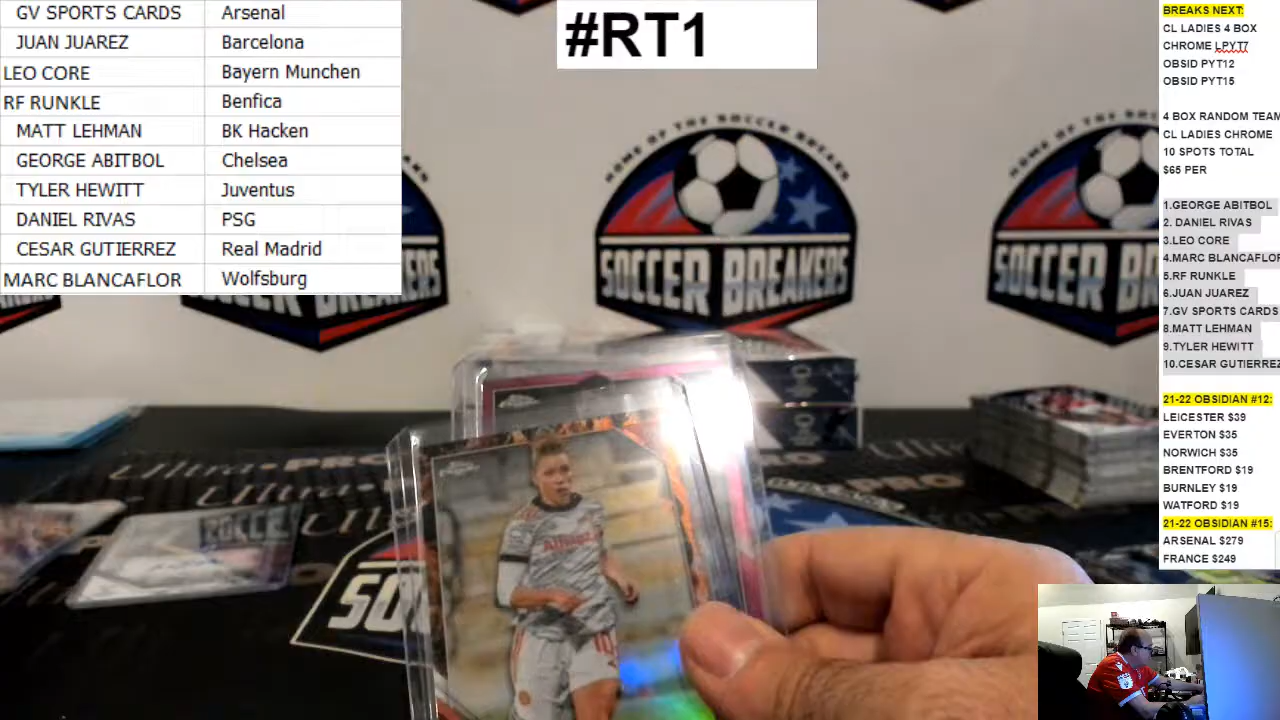 GV SPORTS CARDS Arsenal
JUAN JUAREZ Barcelona
LEO CORE Bayern Munchen
RF RUNKLE Benfica
MATT LEHMAN BK Hacken
GEORGE ABITBOL Chelsea
TYLER HEWITT Juventus
DANIEL RIVAS PSG
CESAR GUTIERREZ Real Madrid
MARC BLANCAFLOR Wolfsburg
#RT1
HOME OF THE SOCCER BREAKERS
SOCCER BREAKERS
BREAKS NEXT:
CL LADIES 4 BOX
CHROME LPYT7
OBSID PYT12
OBSID PYT15
4 BOX RANDOM TEAM
CL LADIES CHROME
10 SPOTS TOTAL
$65 PER
1.GEORGE ABITBOL
2. DANIEL RIVAS
3.LEO CORE
4.MARC BLANCAFLOR
5.RF RUNKLE
6.JUAN JUAREZ
7.GV SPORTS CARDS
8.MATT LEHMAN
9.TYLER HEWITT
10.CESAR GUTIERREZ
21-22 OBSIDIAN #12:
LEICESTER $39
EVERTON $35
NORWICH $35
BRENTFORD $19
BURNLEY $19
WATFORD $19
21-22 OBSIDIAN #15:
ARSENAL $279
FRANCE $249